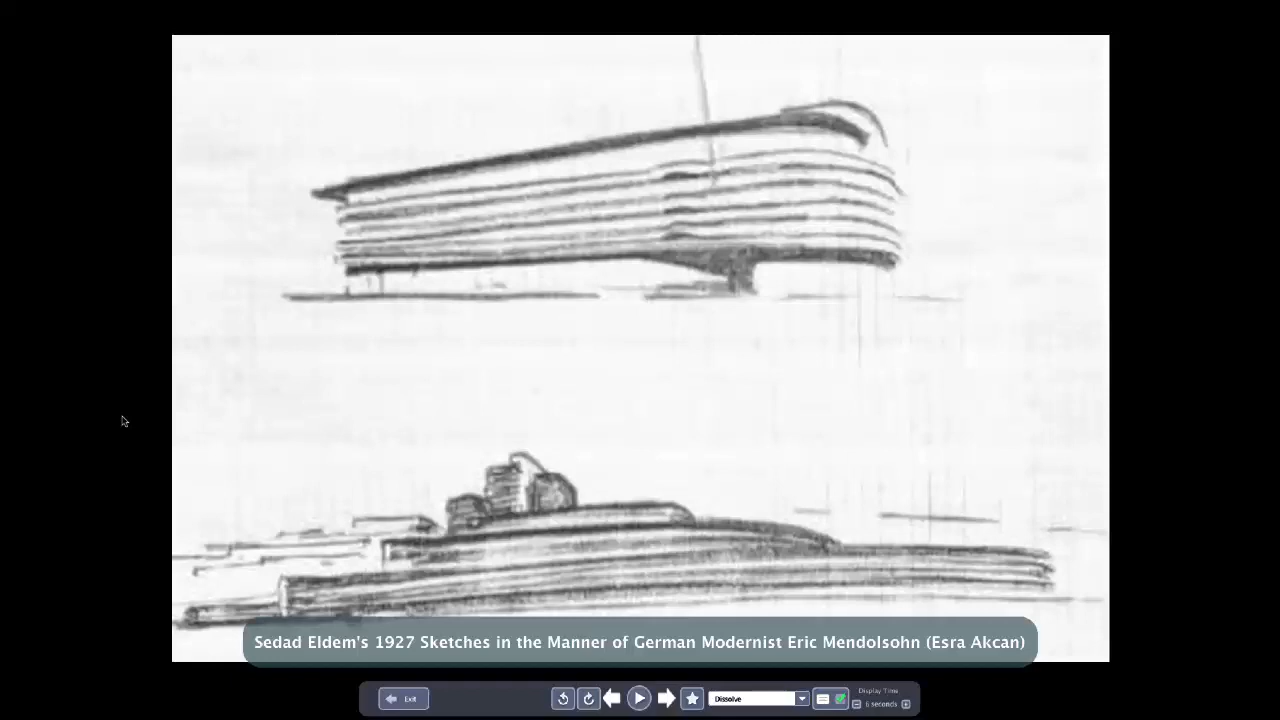 Sedad Eldem's 1927 Sketches in the Manner of German Modernist Eric Mendolsohn (Esra Akcan)
Exit
Dissolve
Display Time
6 seconds